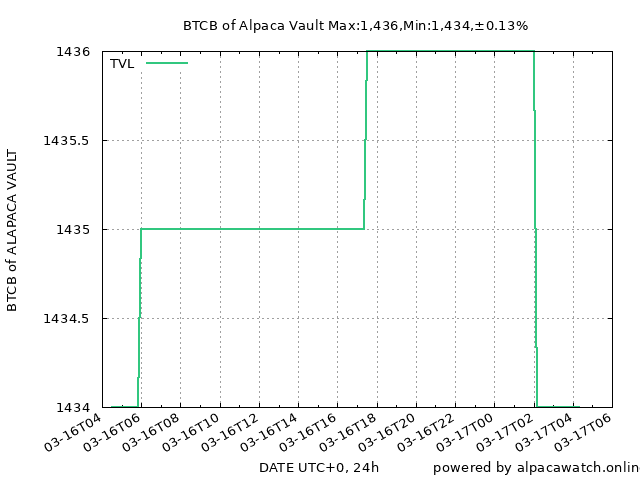 BTCB of Alpaca Vault Max:1,436,Min:1,434,±0.13%
TVL
1436
1435.5
1435
1434.5
1434
BTCB of ALAPACA VAULT
03-16T04
03-16T06
03-16T08
03-16T10
03-16T12
03-16T14
03-16T16
03-16T18
03-16T20
03-16T22
03-17T00
03-17T02
03-17T04
03-17T06
DATE UTC+0, 24h
powered by alpacawatch.online